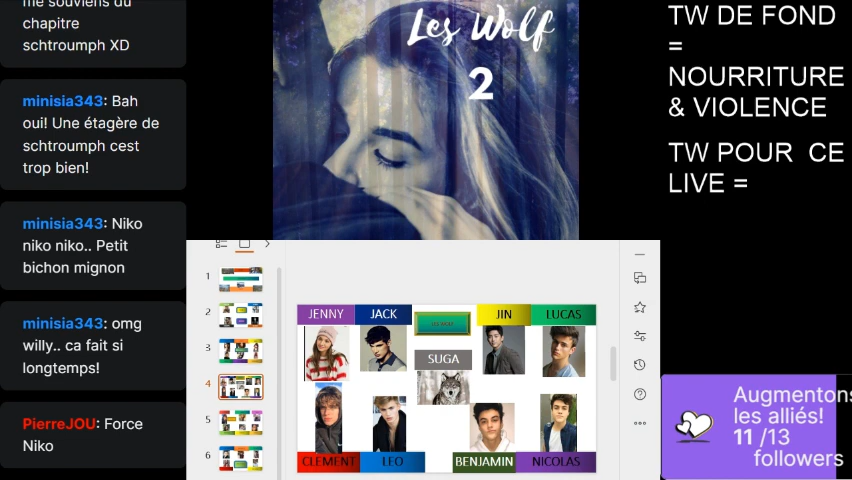 me souviens du
chapitre
schtroumph XD
minisia343: Bah
oui! Une étagère de
schtroumph cest
trop bien!
minisia343: Niko
niko niko.. Petit
bichon mignon
minisia343: omg
willy.. ca fait si
longtemps!
PierreJOU: Force
Niko
Les Wolf
2
TW DE FOND
=
NOURRITURE
& VIOLENCE
TW POUR CE
LIVE =
1
2
3
4
5
6
JENNY
JACK
JIN
LUCAS
SUGA
CLEMENT
LEO
BENJAMIN
NICOLAS
Augmentons
les alliés!
11 /13
followers